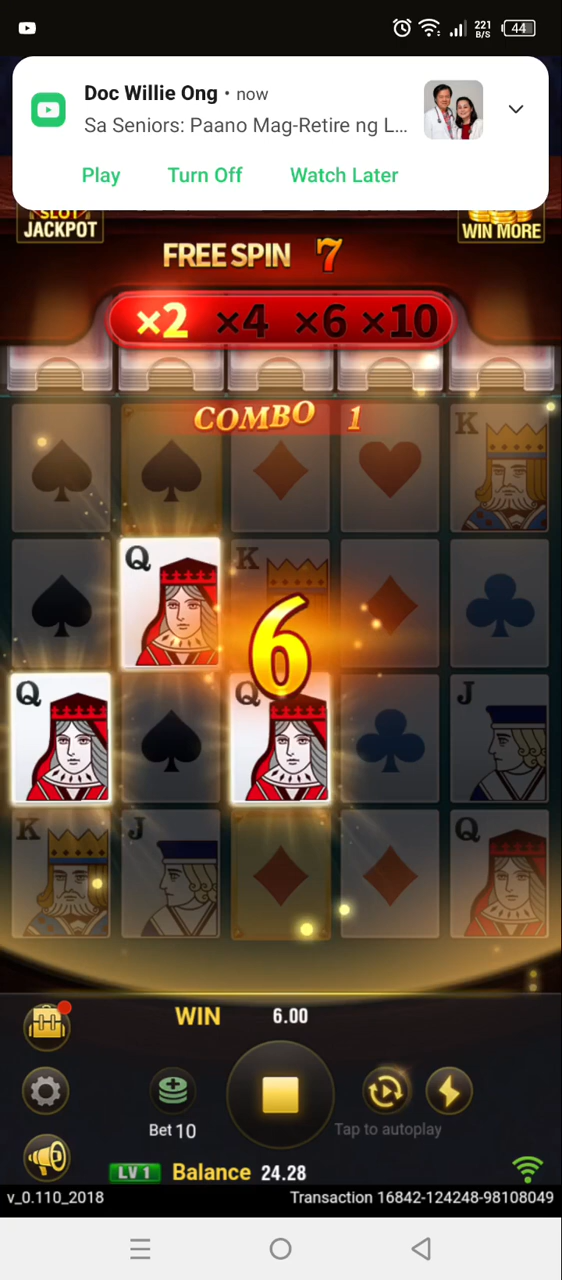 221
B/S
44
Doc Willie Ong • now
Sa Seniors: Paano Mag-Retire ng L...
Play Turn Off Watch Later
SLOT
JACKPOT
WIN MORE
FREE SPIN 7
×2 ×4 ×6 ×10
COMBO 1
K
Q K
6
Q Q J
K J Q
WIN 6.00
Bet 10
Tap to autoplay
LV 1 Balance 24.28
v_0.110_2018 Transaction 16842-124248-98108049